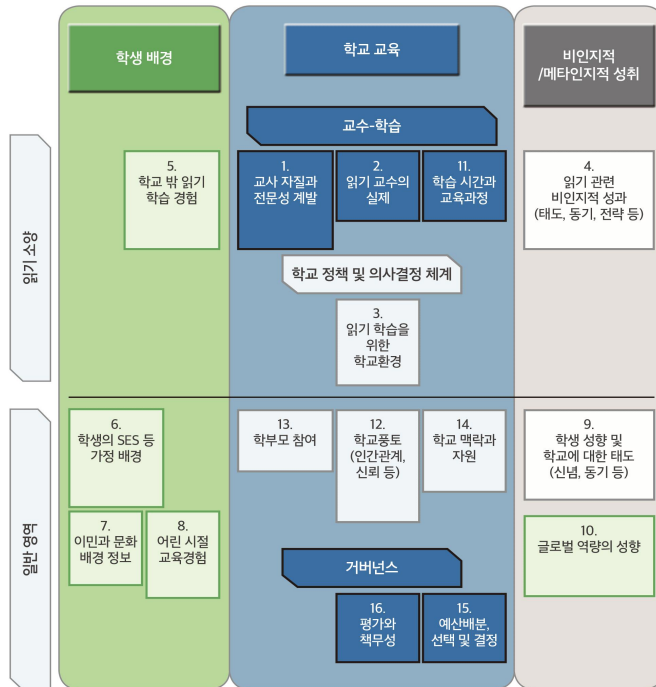 학생 배경
학교 교육
비인지적
/메타인지적 성취
교수-학습
읽기 소양
5.
학교 밖 읽기
학습 경험
1.
교사 자질과
전문성 계발
2.
읽기 교수의
실제
11.
학습 시간과
교육과정
4.
읽기 관련
비인지적 성과
(태도, 동기, 전략 등)
학교 정책 및 의사결정 체계
3.
읽기 학습을
위한
학교환경
일반 영역
6.
학생의 SES 등
가정 배경
13.
학부모 참여
12.
학교풍토
(인간관계,
신뢰 등)
14.
학교 맥락과
자원
9.
학생 성향 및
학교에 대한 태도
(신념, 동기 등)
7.
이민과 문화
배경 정보
8.
어린 시절
교육경험
10.
글로벌 역량의 성향
거버넌스
16.
평가와
책무성
15.
예산배분,
선택 및 결정